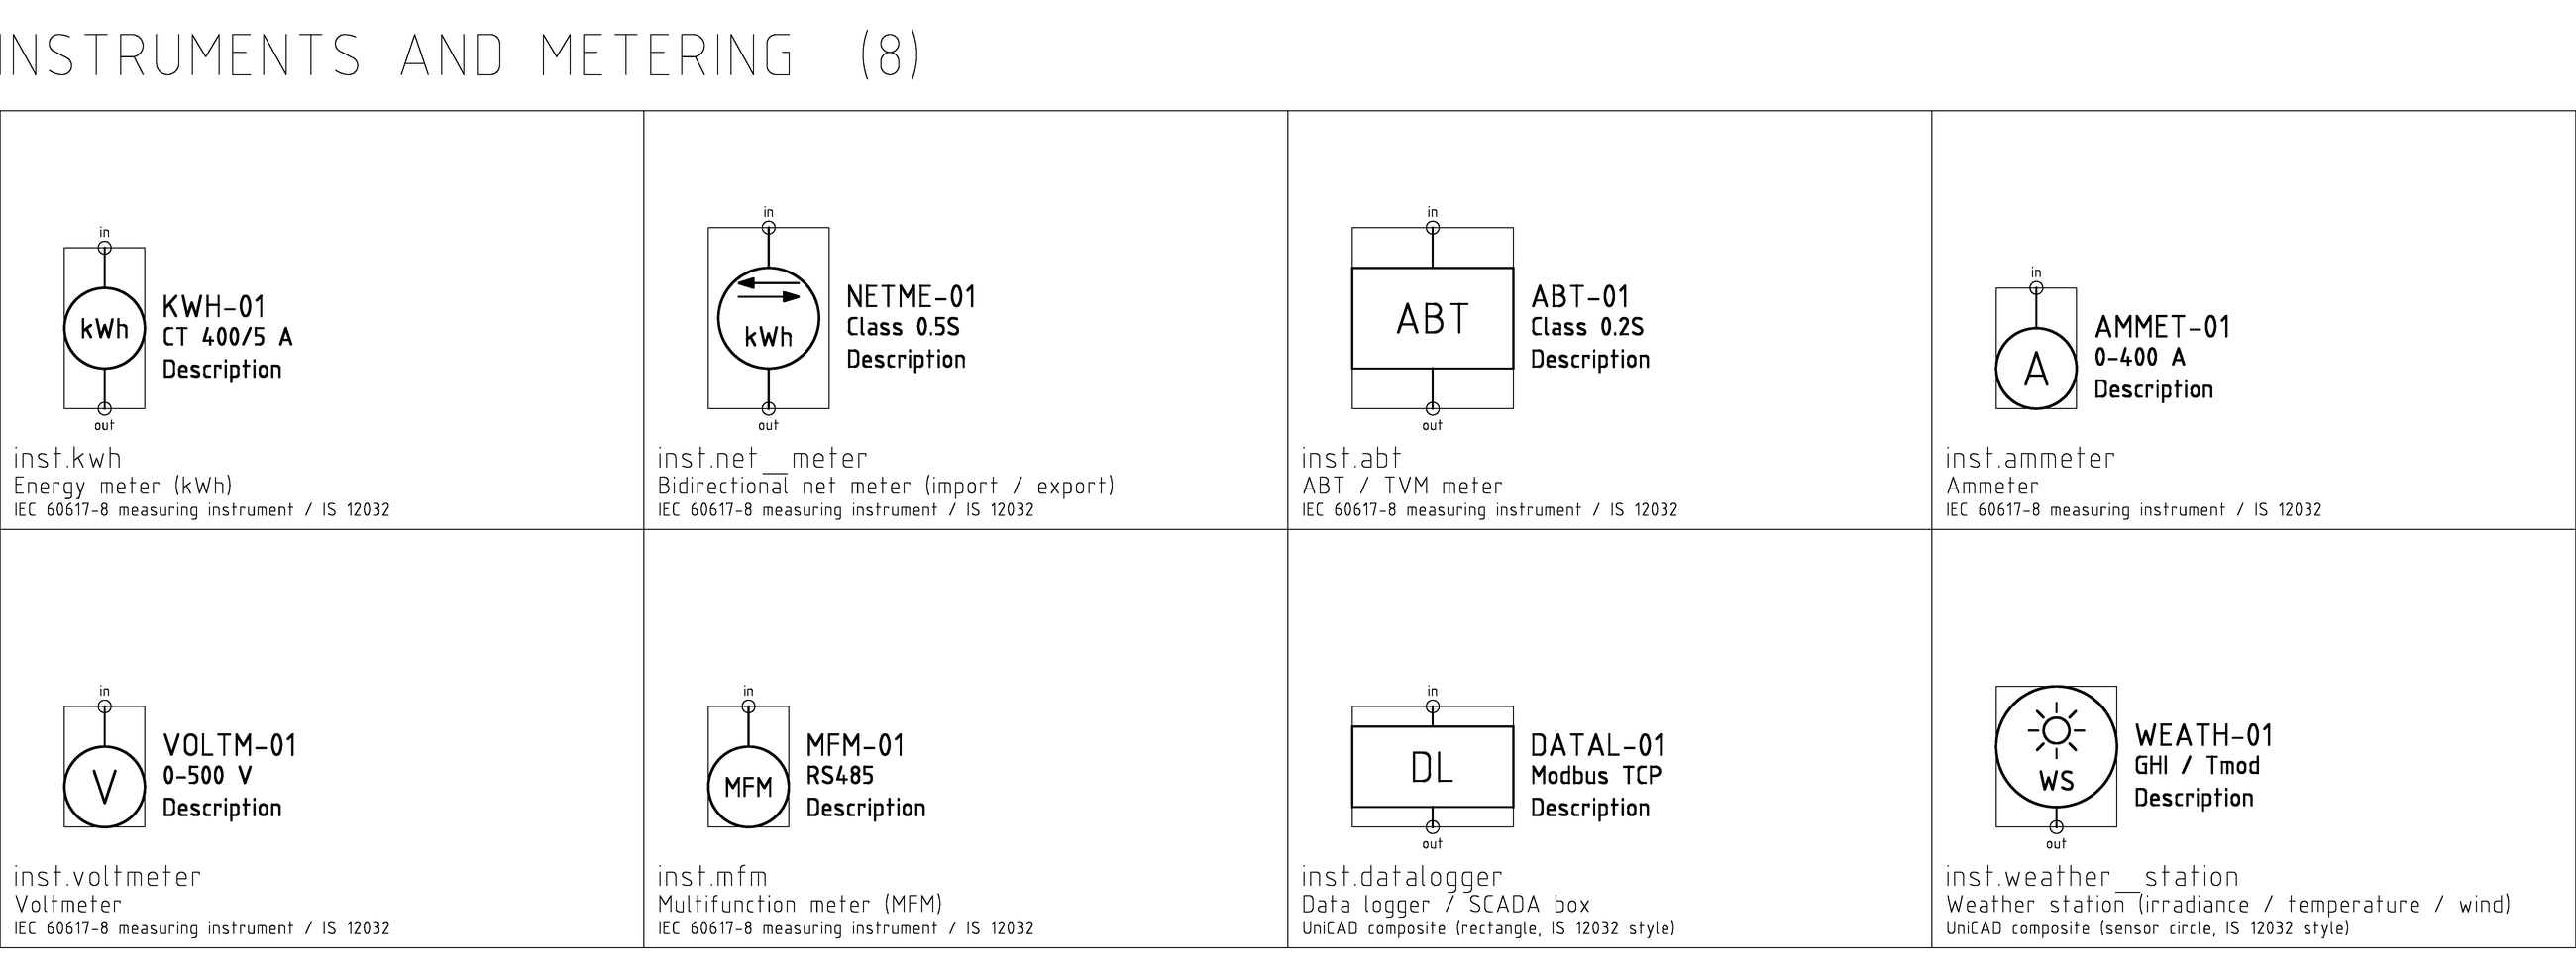 INSTRUMENTS AND METERING (8)
in
kWh
KWH-01
CT 400/5 A
Description
out
inst.kwh
Energy meter (kWh)
IEC 60617-8 measuring instrument / IS 12032
in
kWh
NETME-01
Class 0.5S
Description
out
inst.net_meter
Bidirectional net meter (import / export)
IEC 60617-8 measuring instrument / IS 12032
in
ABT
ABT-01
Class 0.2S
Description
out
inst.abt
ABT / TVM meter
IEC 60617-8 measuring instrument / IS 12032
in
A
AMMET-01
0-400 A
Description
inst.ammeter
Ammeter
IEC 60617-8 measuring instrument / IS 12032
in
V
VOLTM-01
0-500 V
Description
inst.voltmeter
Voltmeter
IEC 60617-8 measuring instrument / IS 12032
in
MFM
MFM-01
RS485
Description
inst.mfm
Multifunction meter (MFM)
IEC 60617-8 measuring instrument / IS 12032
in
DL
DATAL-01
Modbus TCP
Description
out
inst.datalogger
Data logger / SCADA box
UniCAD composite (rectangle, IS 12032 style)
WS
WEATH-01
GHI / Tmod
Description
out
inst.weather_station
Weather station (irradiance / temperature / wind)
UniCAD composite (sensor circle, IS 12032 style)